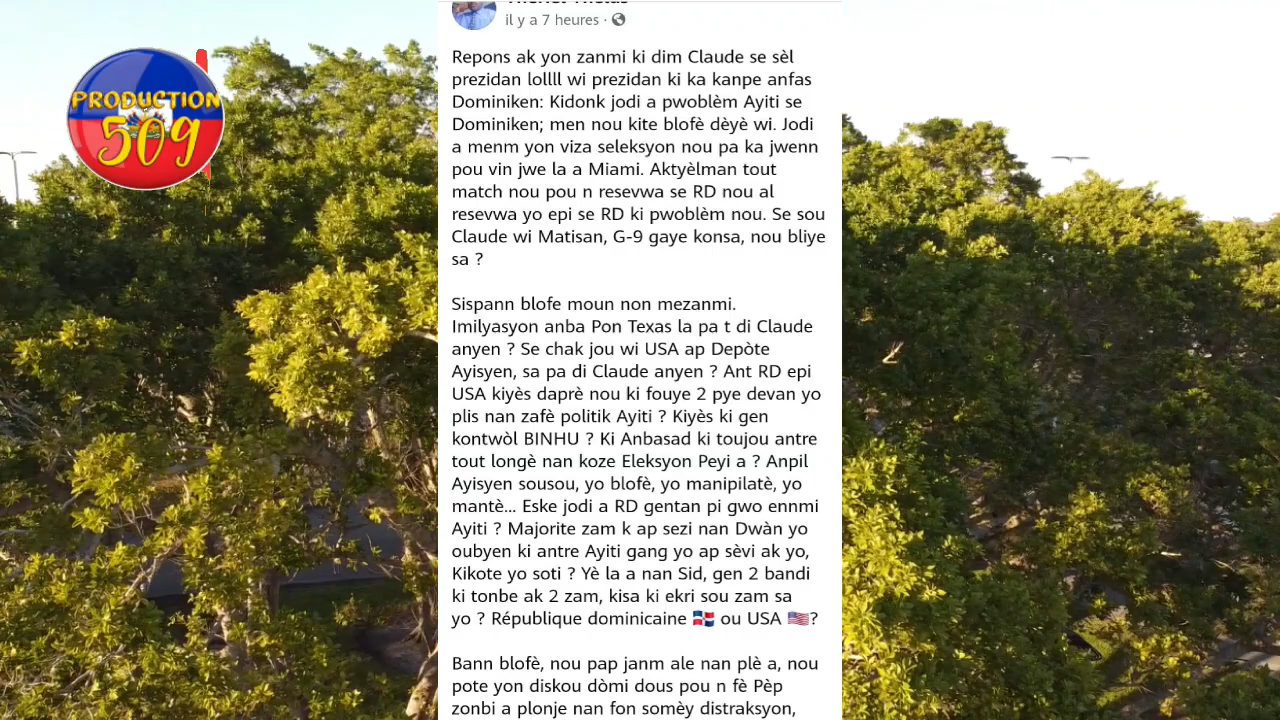 PRODUCTION
509
il y a 7 heures ·
Repons ak yon zanmi ki dim Claude se sèl
prezidan lollll wi prezidan ki ka kanpe anfas
Dominiken: Kidonk jodi a pwoblèm Ayiti se
Dominiken; men nou kite blofè dèyè wi. Jodi
a menm yon viza seleksyon nou pa ka jwenn
pou vin jwe la a Miami. Aktyèlman tout
match nou pou n resevwa se RD nou al
resevwa yo epi se RD ki pwoblèm nou. Se sou
Claude wi Matisan, G-9 gaye konsa, nou bliye
sa ?
Sispann blofe moun non mezanmi.
Imilyasyon anba Pon Texas la pa t di Claude
anyen ? Se chak jou wi USA ap Depòte
Ayisyen, sa pa di Claude anyen ? Ant RD epi
USA kiyès daprè nou ki fouye 2 pye devan yo
plis nan zafè politik Ayiti ? Kiyès ki gen
kontwòl BINHU ? Ki Anbasad ki toujou antre
tout longè nan koze Eleksyon Peyi a ? Anpil
Ayisyen sousou, yo blofè, yo manipilatè, yo
mantè... Eske jodi a RD gentan pi gwo ennmi
Ayiti ? Majorite zam k ap sezi nan Dwàn yo
oubyen ki antre Ayiti gang yo ap sèvi ak yo,
Kikote yo soti ? Yè la a nan Sid, gen 2 bandi
ki tonbe ak 2 zam, kisa ki ekri sou zam sa
yo ? République dominicaine 🇩🇴 ou USA 🇺🇸?
Bann blofè, nou pap janm ale nan plè a, nou
pote yon diskou dòmi dous pou n fè Pèp
zonbi a plonje nan fon somèy distraksyon,